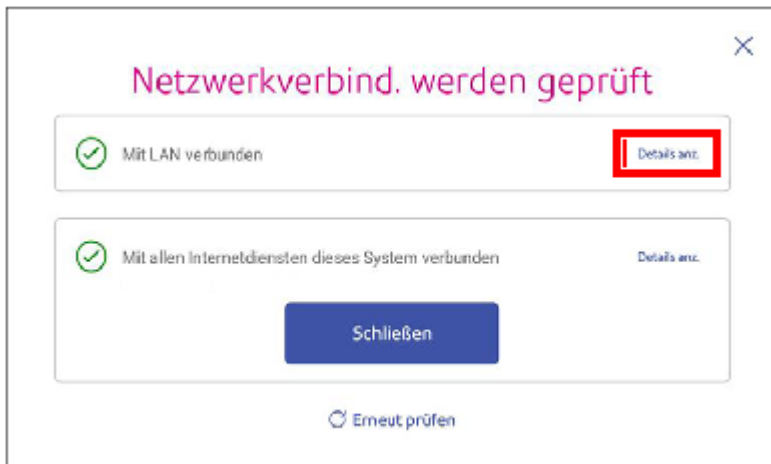 Netzwerkverbind. werden geprüft
Mit LAN verbunden Details anz.
Mit allen Internetdiensten dieses System verbunden Details anz.
Schließen
Erneut prüfen